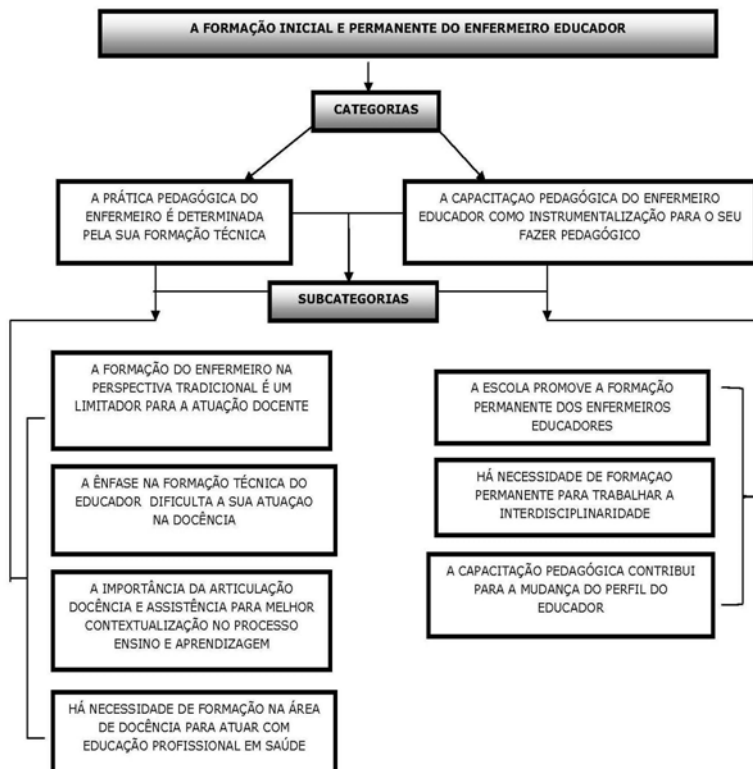 A FORMAÇÃO INICIAL E PERMANENTE DO ENFERMEIRO EDUCADOR
CATEGORIAS
A PRÁTICA PEDAGÓGICA DO
ENFERMEIRO É DETERMINADA
PELA SUA FORMAÇÃO TÉCNICA
A CAPACITAÇAO PEDAGÓGICA DO ENFERMEIRO
EDUCADOR COMO INSTRUMENTALIZAÇÃO PARA O SEU
FAZER PEDAGÓGICO
SUBCATEGORIAS
A FORMAÇÃO DO ENFERMEIRO NA
PERSPECTIVA TRADICIONAL É UM
LIMITADOR PARA A ATUAÇÃO DOCENTE
A ÊNFASE NA FORMAÇÃO TÉCNICA DO
EDUCADOR DIFICULTA A SUA ATUAÇAO
NA DOCÊNCIA
A IMPORTÂNCIA DA ARTICULAÇÃO
DOCÊNCIA E ASSISTÊNCIA PARA MELHOR
CONTEXTUALIZAÇÃO NO PROCESSO
ENSINO E APRENDIZAGEM
HÁ NECESSIDADE DE FORMAÇÃO NA ÁREA
DE DOCÊNCIA PARA ATUAR COM
EDUCAÇÃO PROFISSIONAL EM SAÚDE
A ESCOLA PROMOVE A FORMAÇÃO
PERMANENTE DOS ENFERMEIROS
EDUCADORES
HÁ NECESSIDADE DE FORMAÇAO
PERMANENTE PARA TRABALHAR A
INTERDISCIPLINARIDADE
A CAPACITAÇÃO PEDAGÓGICA CONTRIBUI
PARA A MUDANÇA DO PERFIL DO
EDUCADOR